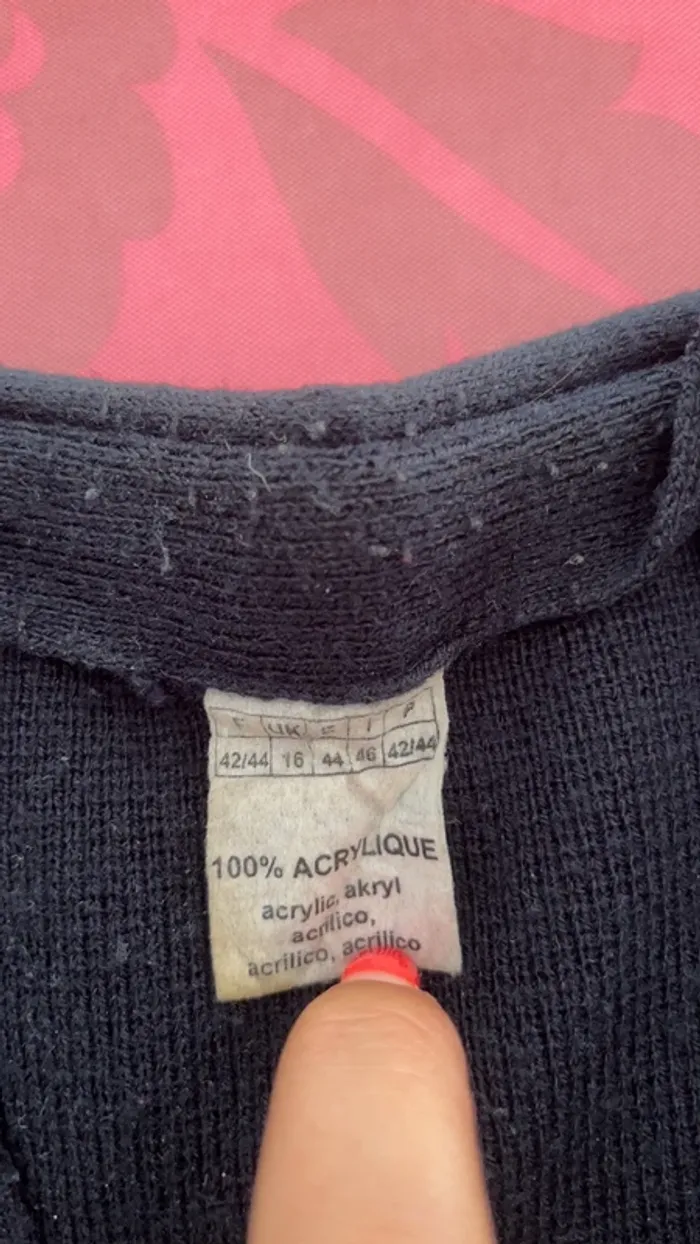 F UK E I P
42/44 16 44 46 42/44
100% ACRYLIQUE
acrylic, akryl
acrilico,
acrilico, acrilico